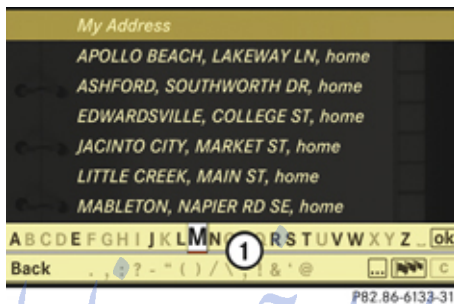 My Address
APOLLO BEACH, LAKEWAY LN, home
ASHFORD, SOUTHWORTH DR, home
EDWARDSVILLE, COLLEGE ST, home
JACINTO CITY, MARKET ST, home
LITTLE CREEK, MAIN ST, home
MABLETON, NAPIER RD SE, home
A B C D E F G H I J K L M N 1 R S T U V W X Y Z _ ok
Back . , : ? - " ( ) / \ ! & ' @ ... c
P82.86-6133-31